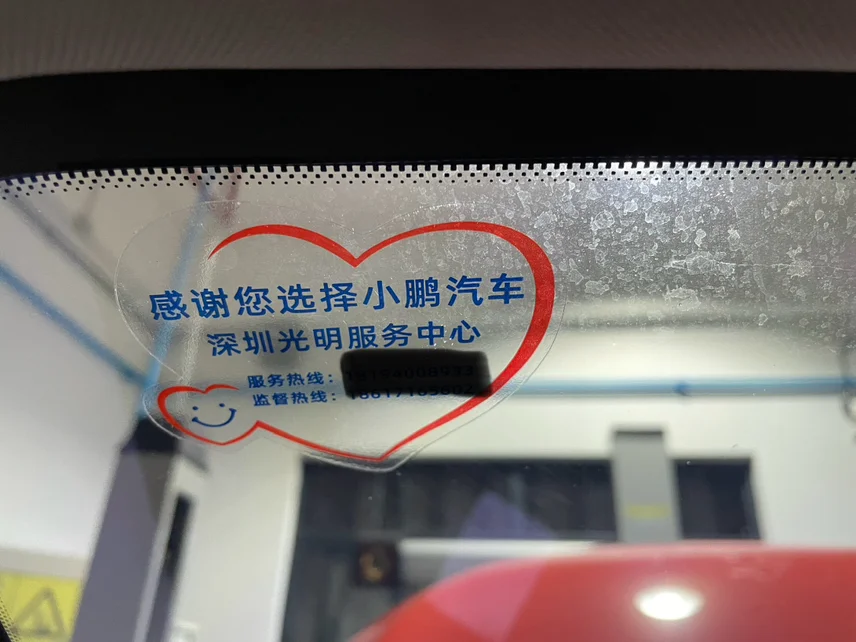 感谢您选择小鹏汽车
深圳光明服务中心
服务热线：
监督热线：